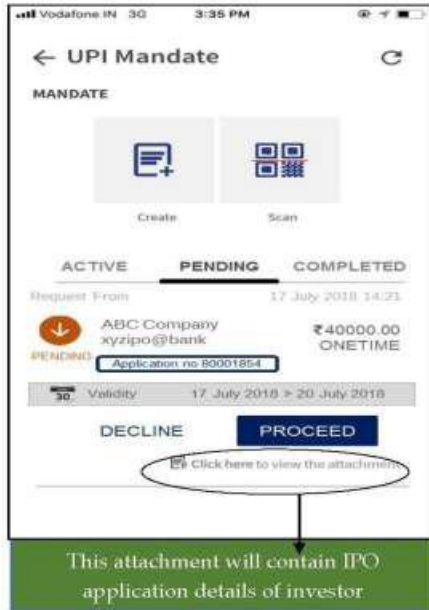 Vodafone IN 3G 3:35 PM
← UPI Mandate
MANDATE
Create Scan
ACTIVE PENDING COMPLETED
Request From 17 July 2018 14:21
ABC Company ₹40000.00
xyzipo@bank ONETIME
PENDING Application no 80001854
30 Validity 17 July 2018 > 20 July 2018
DECLINE PROCEED
Click here to view the attachment
This attachment will contain IPO
application details of investor